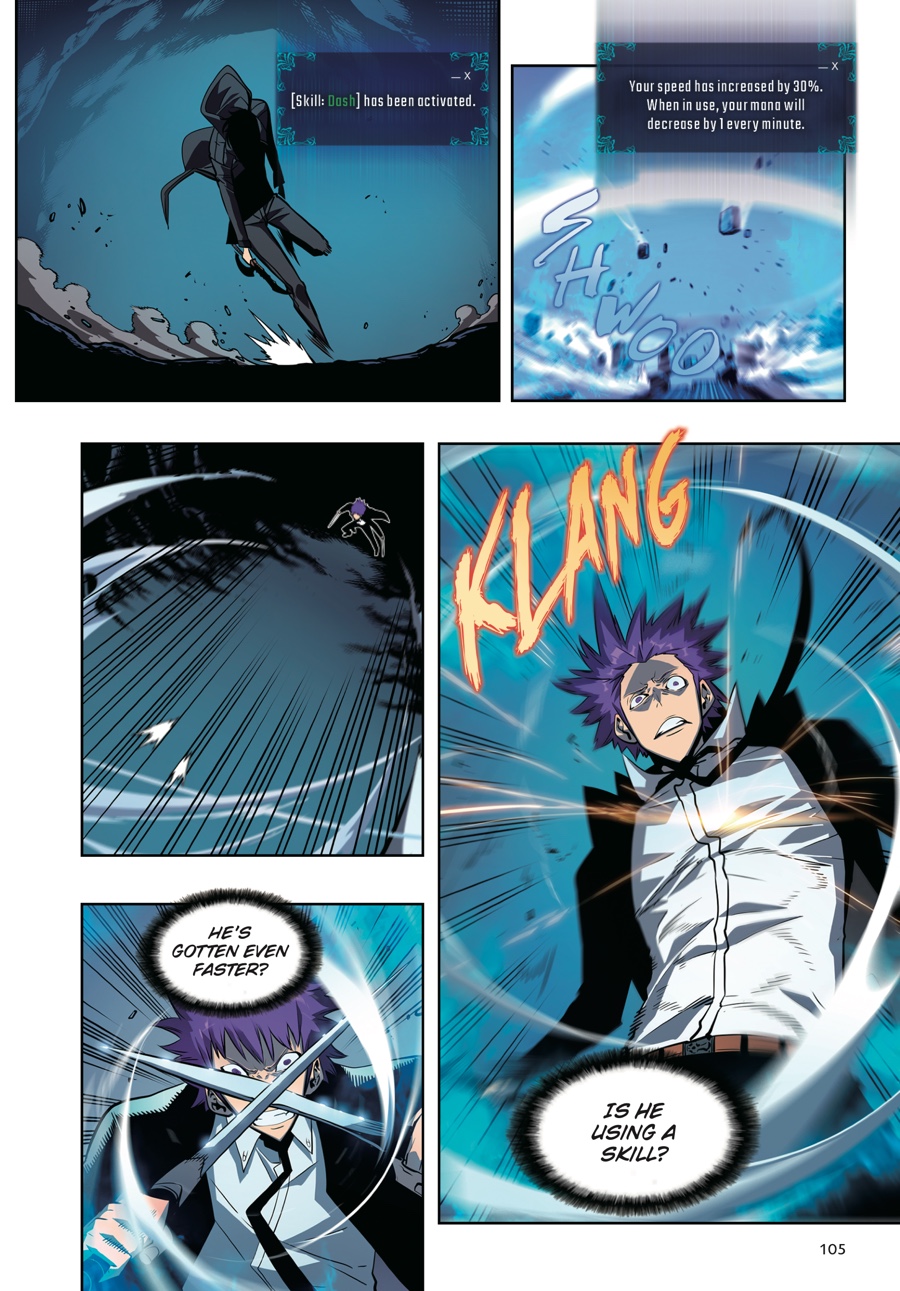 — X
[Skill: Dash] has been activated.
— X
Your speed has increased by 30%.
When in use, your mana will
decrease by 1 every minute.
SHWOO
KLANG
HE'S
GOTTEN EVEN
FASTER?
IS HE
USING A
SKILL?
105